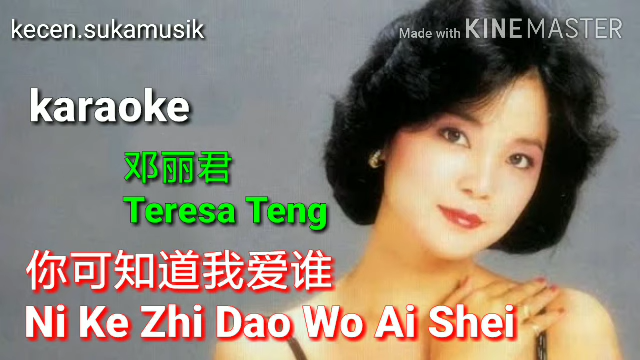 kecen.sukamusik
Made with KINEMASTER
karaoke
邓丽君
Teresa Teng
你可知道我爱谁
Ni Ke Zhi Dao Wo Ai Shei